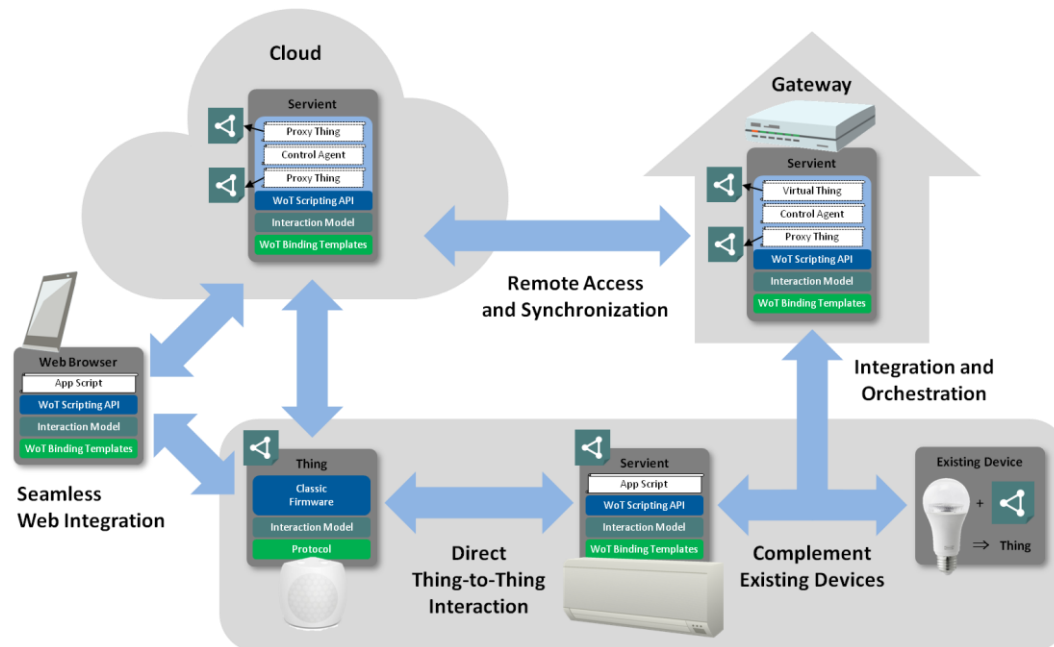 Cloud
Servient
Proxy Thing
Control Agent
Proxy Thing
WoT Scripting API
Interaction Model
WoT Binding Templates
Gateway
Servient
Virtual Thing
Control Agent
Proxy Thing
WoT Scripting API
Interaction Model
WoT Binding Templates
Remote Access
and Synchronization
Web Browser
App Script
WoT Scripting API
Interaction Model
WoT Binding Templates
Integration and
Orchestration
Seamless
Web Integration
Thing
Classic
Firmware
Interaction Model
Protocol
Direct
Thing-to-Thing
Interaction
Servient
App Script
WoT Scripting API
Interaction Model
WoT Binding Templates
Complement
Existing Devices
Existing Device
+
⇒ Thing